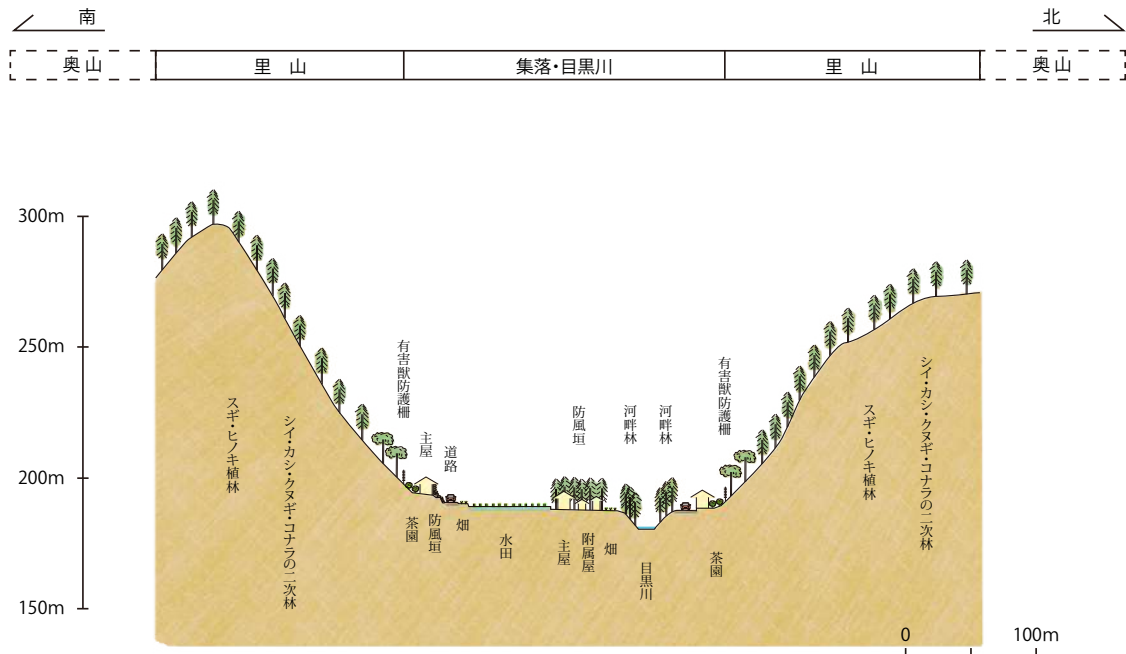 南
北
奥山
里 山
集落・目黒川
里 山
奥山
300m
250m
200m
150m
有害獣防護柵
主屋
道路
防風垣
河畔林
河畔林
有害獣防護柵
スギ・ヒノキ植林
シイ・カシ・クヌギ・コナラの二次林
茶園
防風垣
畑
水田
主屋
附属屋
畑
目黒川
茶園
スギ・ヒノキ植林
シイ・カシ・クヌギ・コナラの二次林
0
100m